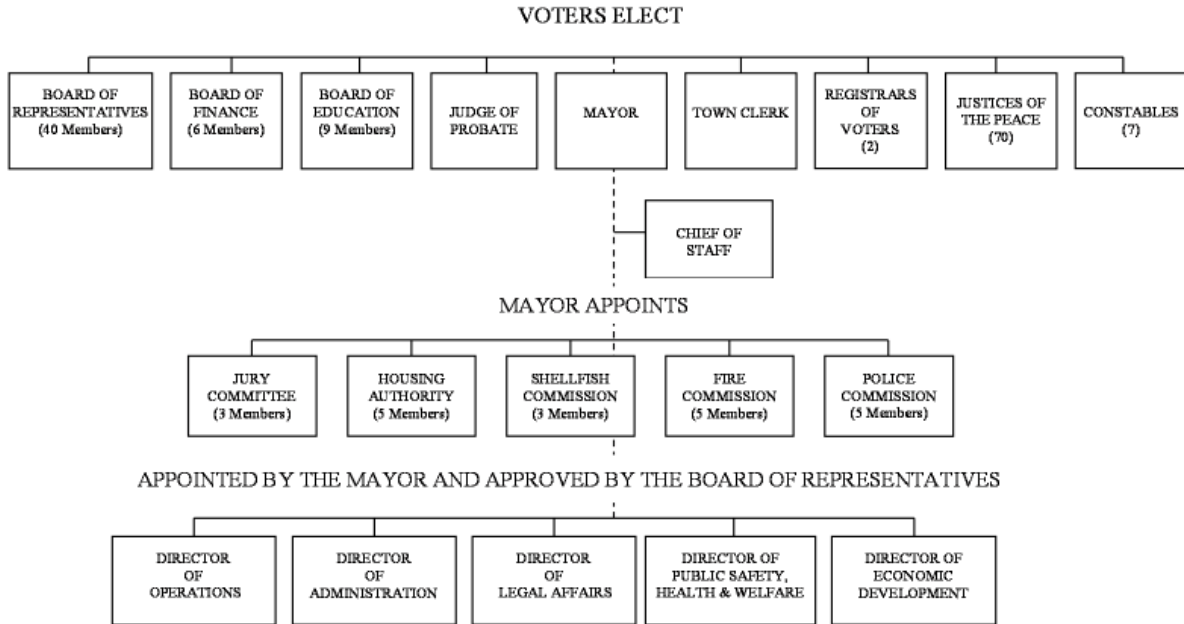 VOTERS ELECT
BOARD OF
REPRESENTATIVES
(40 Members)
BOARD OF
FINANCE
(6 Members)
BOARD OF
EDUCATION
(9 Members)
JUDGE OF
PROBATE
MAYOR
TOWN CLERK
REGISTRARS
OF
VOTERS
(2)
JUSTICES OF
THE PEACE
(70)
CONSTABLES
(7)
CHIEF OF
STAFF
MAYOR APPOINTS
JURY
COMMITTEE
(3 Members)
HOUSING
AUTHORITY
(5 Members)
SHELLFISH
COMMISSION
(3 Members)
FIRE
COMMISSION
(5 Members)
POLICE
COMMISSION
(5 Members)
APPOINTED BY THE MAYOR AND APPROVED BY THE BOARD OF REPRESENTATIVES
DIRECTOR
OF
OPERATIONS
DIRECTOR
OF
ADMINISTRATION
DIRECTOR
OF
LEGAL AFFAIRS
DIRECTOR OF
PUBLIC SAFETY,
HEALTH & WELFARE
DIRECTOR OF
ECONOMIC
DEVELOPMENT